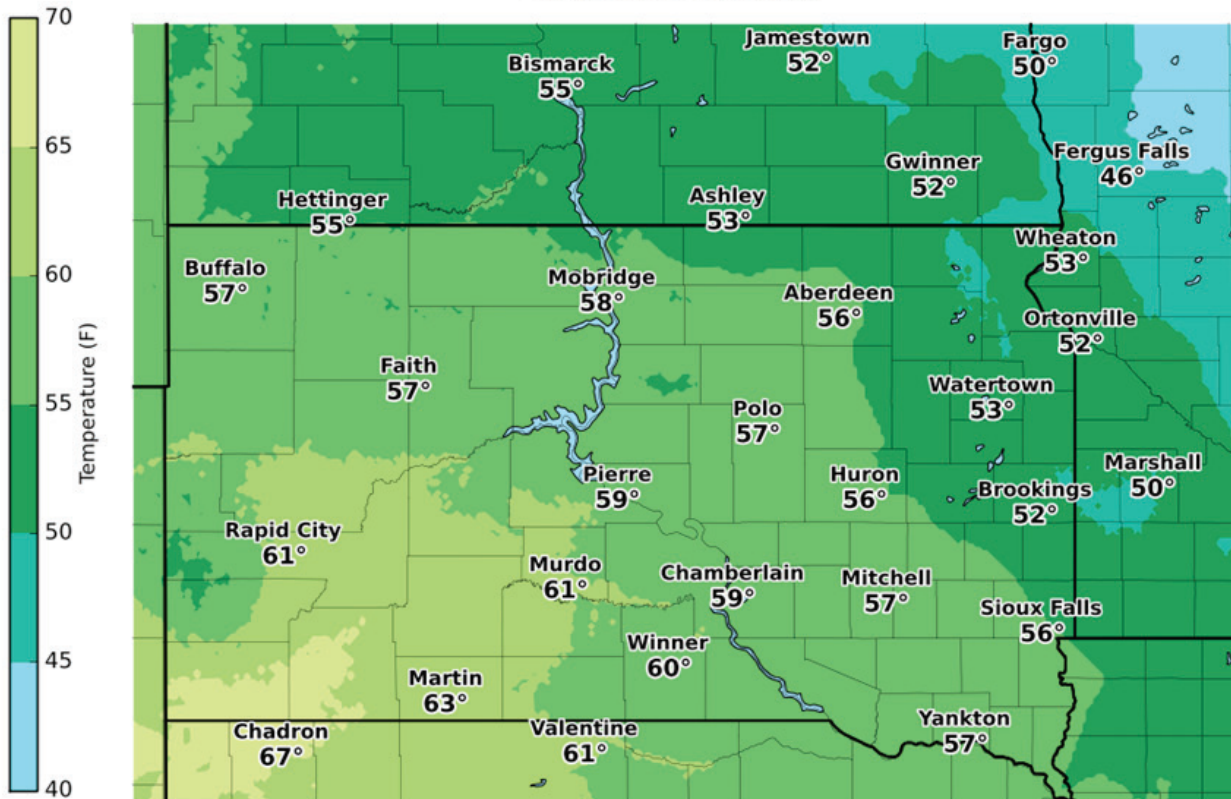 70
65
60
55
50
45
40
Temperature (F)
Jamestown
52°
Fargo
50°
Bismarck
55°
Fergus Falls
46°
Gwinner
52°
Hettinger
55°
Ashley
53°
Wheaton
53°
Buffalo
57°
Mobridge
58°
Aberdeen
56°
Ortonville
52°
Faith
57°
Watertown
53°
Polo
57°
Pierre
59°
Huron
56°
Marshall
50°
Brookings
52°
Rapid City
61°
Murdo
61°
Chamberlain
59°
Mitchell
57°
Sioux Falls
56°
Winner
60°
Martin
63°
Chadron
67°
Valentine
61°
Yankton
57°